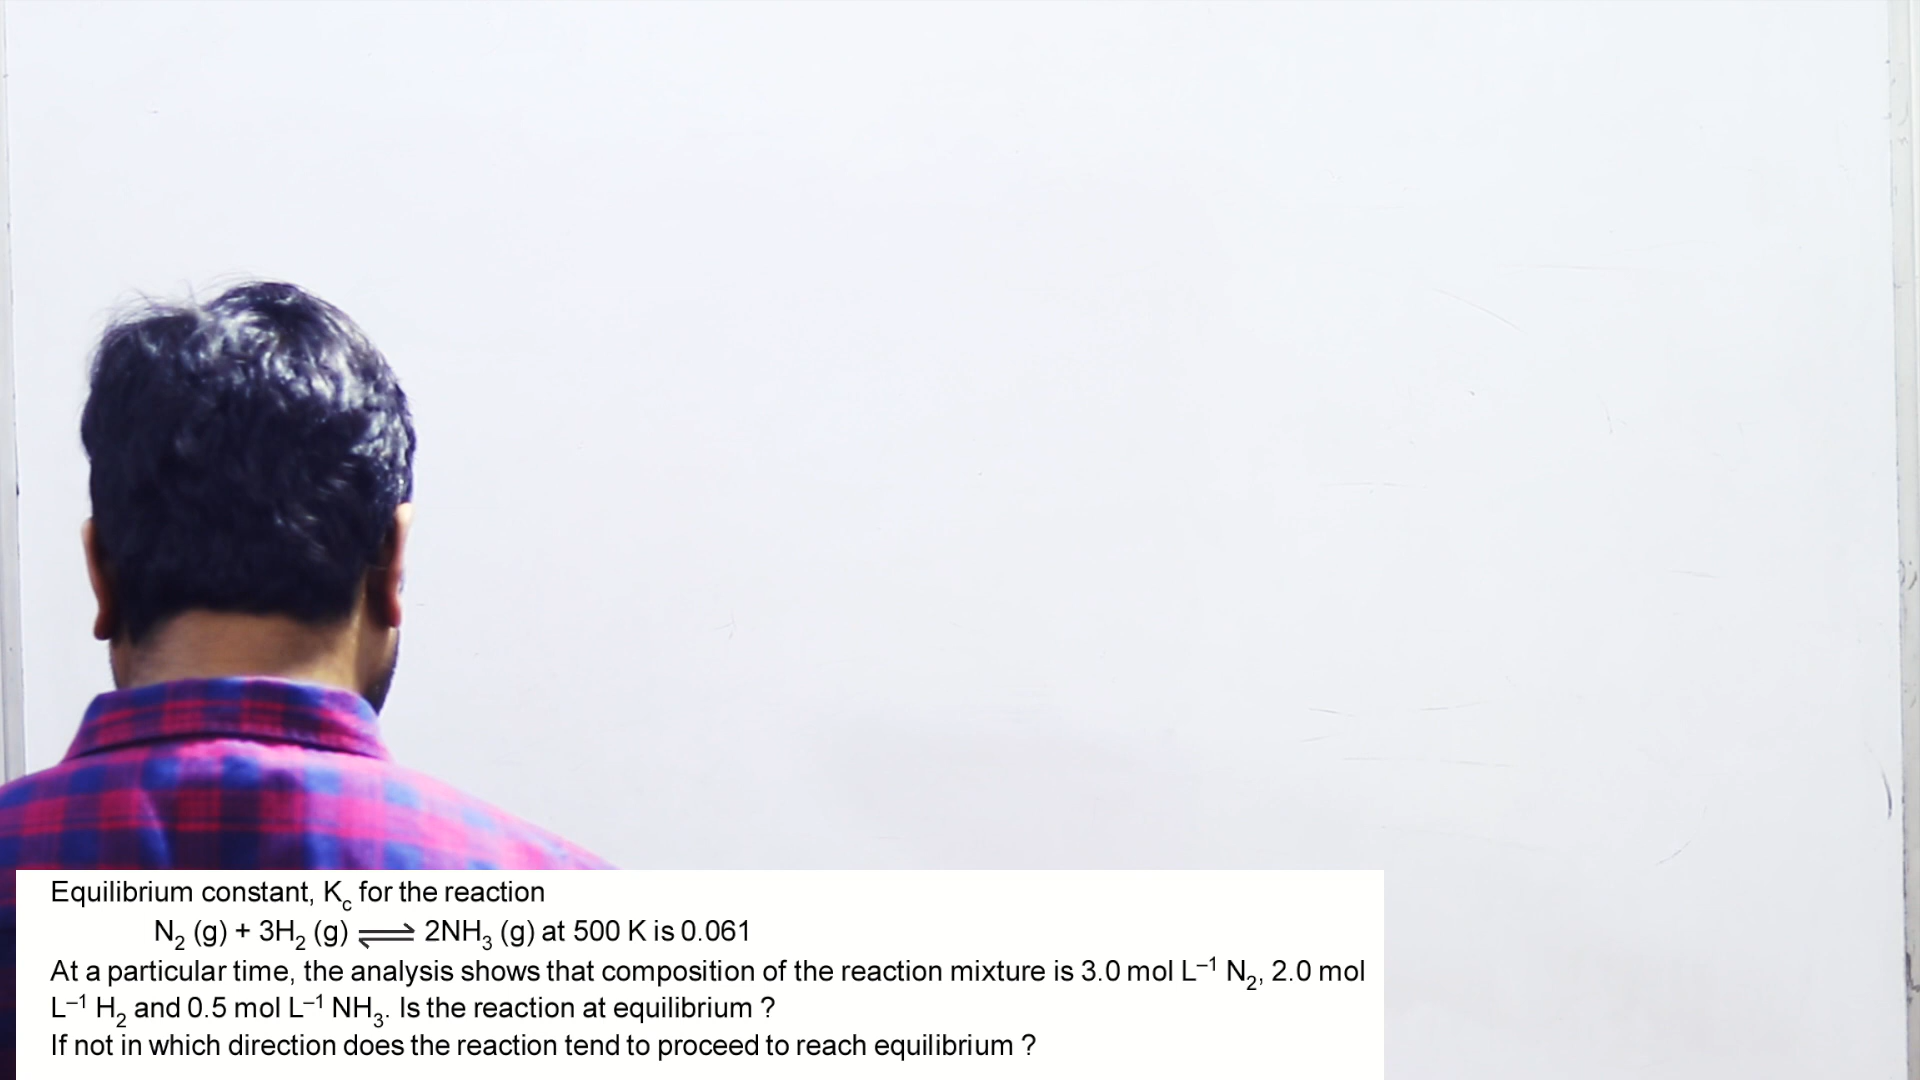 Equilibrium constant, Kc for the reaction
N₂ (g) + 3H₂ (g) ⇌ 2NH₃ (g) at 500 K is 0.061
At a particular time, the analysis shows that composition of the reaction mixture is 3.0 mol L⁻¹ N₂, 2.0 mol
L⁻¹ H₂ and 0.5 mol L⁻¹ NH₃. Is the reaction at equilibrium ?
If not in which direction does the reaction tend to proceed to reach equilibrium ?